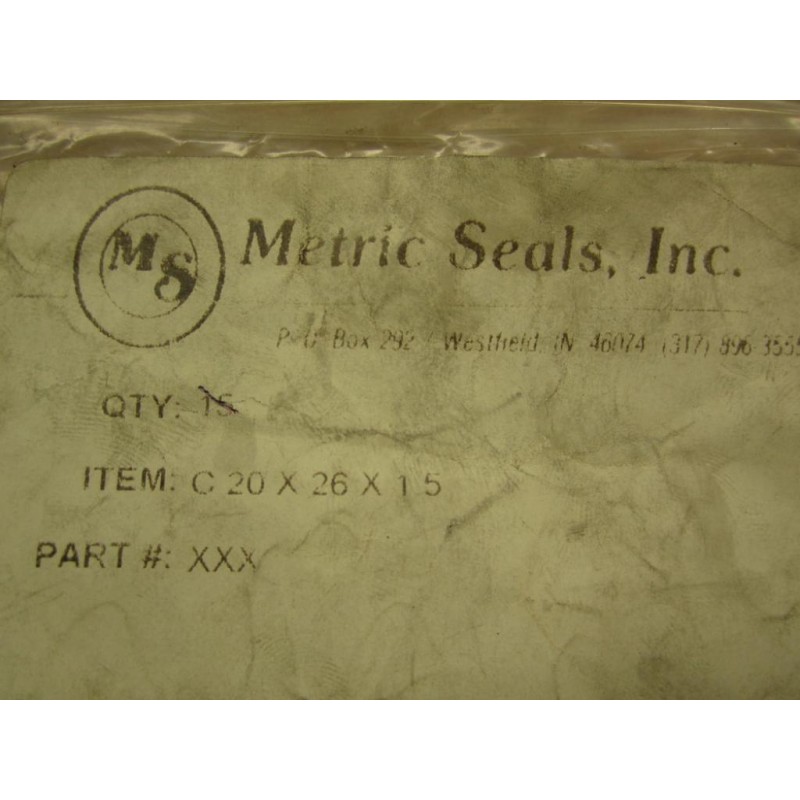 MS Metric Seals, Inc.
P.O. Box 292 / Westfield, IN 46074 (317) 896 3555
QTY: 15
ITEM: C 20 X 26 X 1 5
PART #: XXX